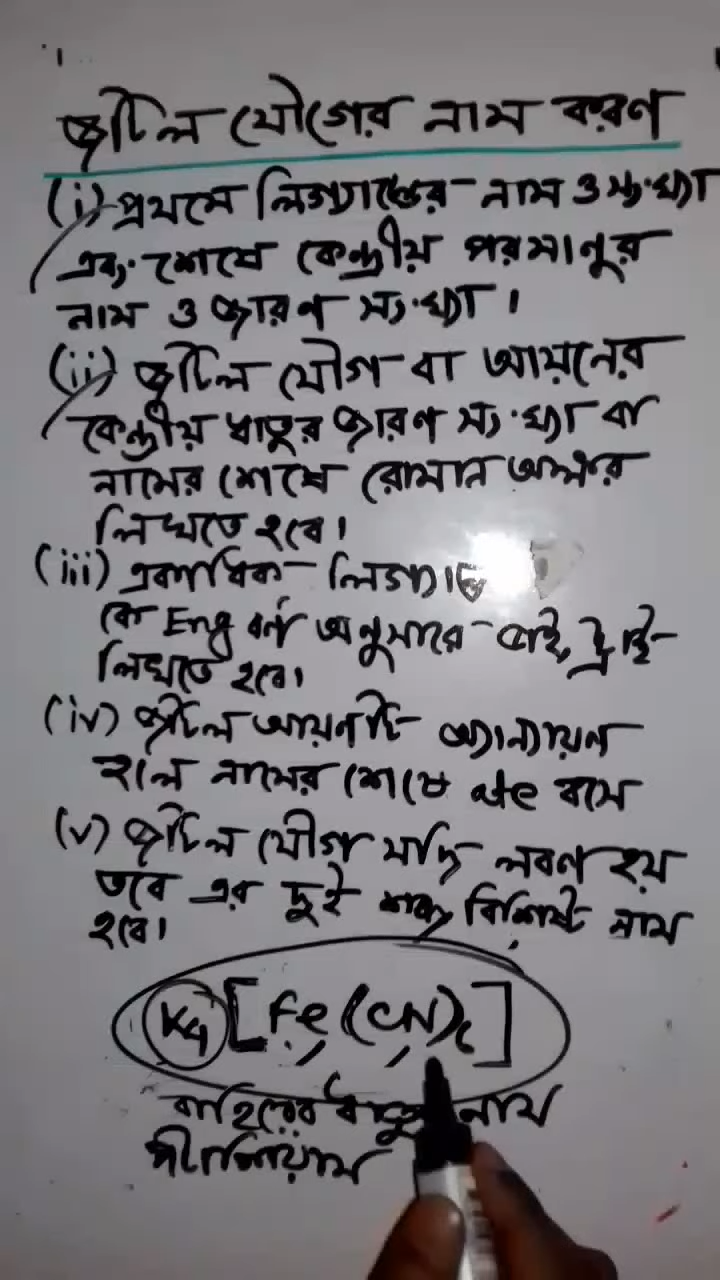 জটিল যৌগের নাম করণ
(i) প্রথমে লিগ্যান্ডের নাম ও সংখ্যা
এবং শেষে কেন্দ্রীয় পরমানুর
নাম ও জারণ সংখ্যা।
(ii) জটিল যৌগ বা আয়নের
কেন্দ্রীয় ধাতুর জারণ সংখ্যা বা
নামের শেষে রোমান অক্ষরে
লিখতে হবে।
(iii) একাধিক লিগ্যান্ড
কে Eng বর্ণ অনুসারে ডাই, ট্রাই
লিখতে হবে।
(iv) জটিল আয়নটি অ্যানায়ন
হলে নামের শেষে ate বসে
(v) জটিল যৌগ যদি লবণ হয়
তবে এর দুই শব্দ বিশিষ্ট নাম
হবে।
K4 [Fe(CN)6]
বাহিরের ধাতুর নাম
পটাশিয়াম